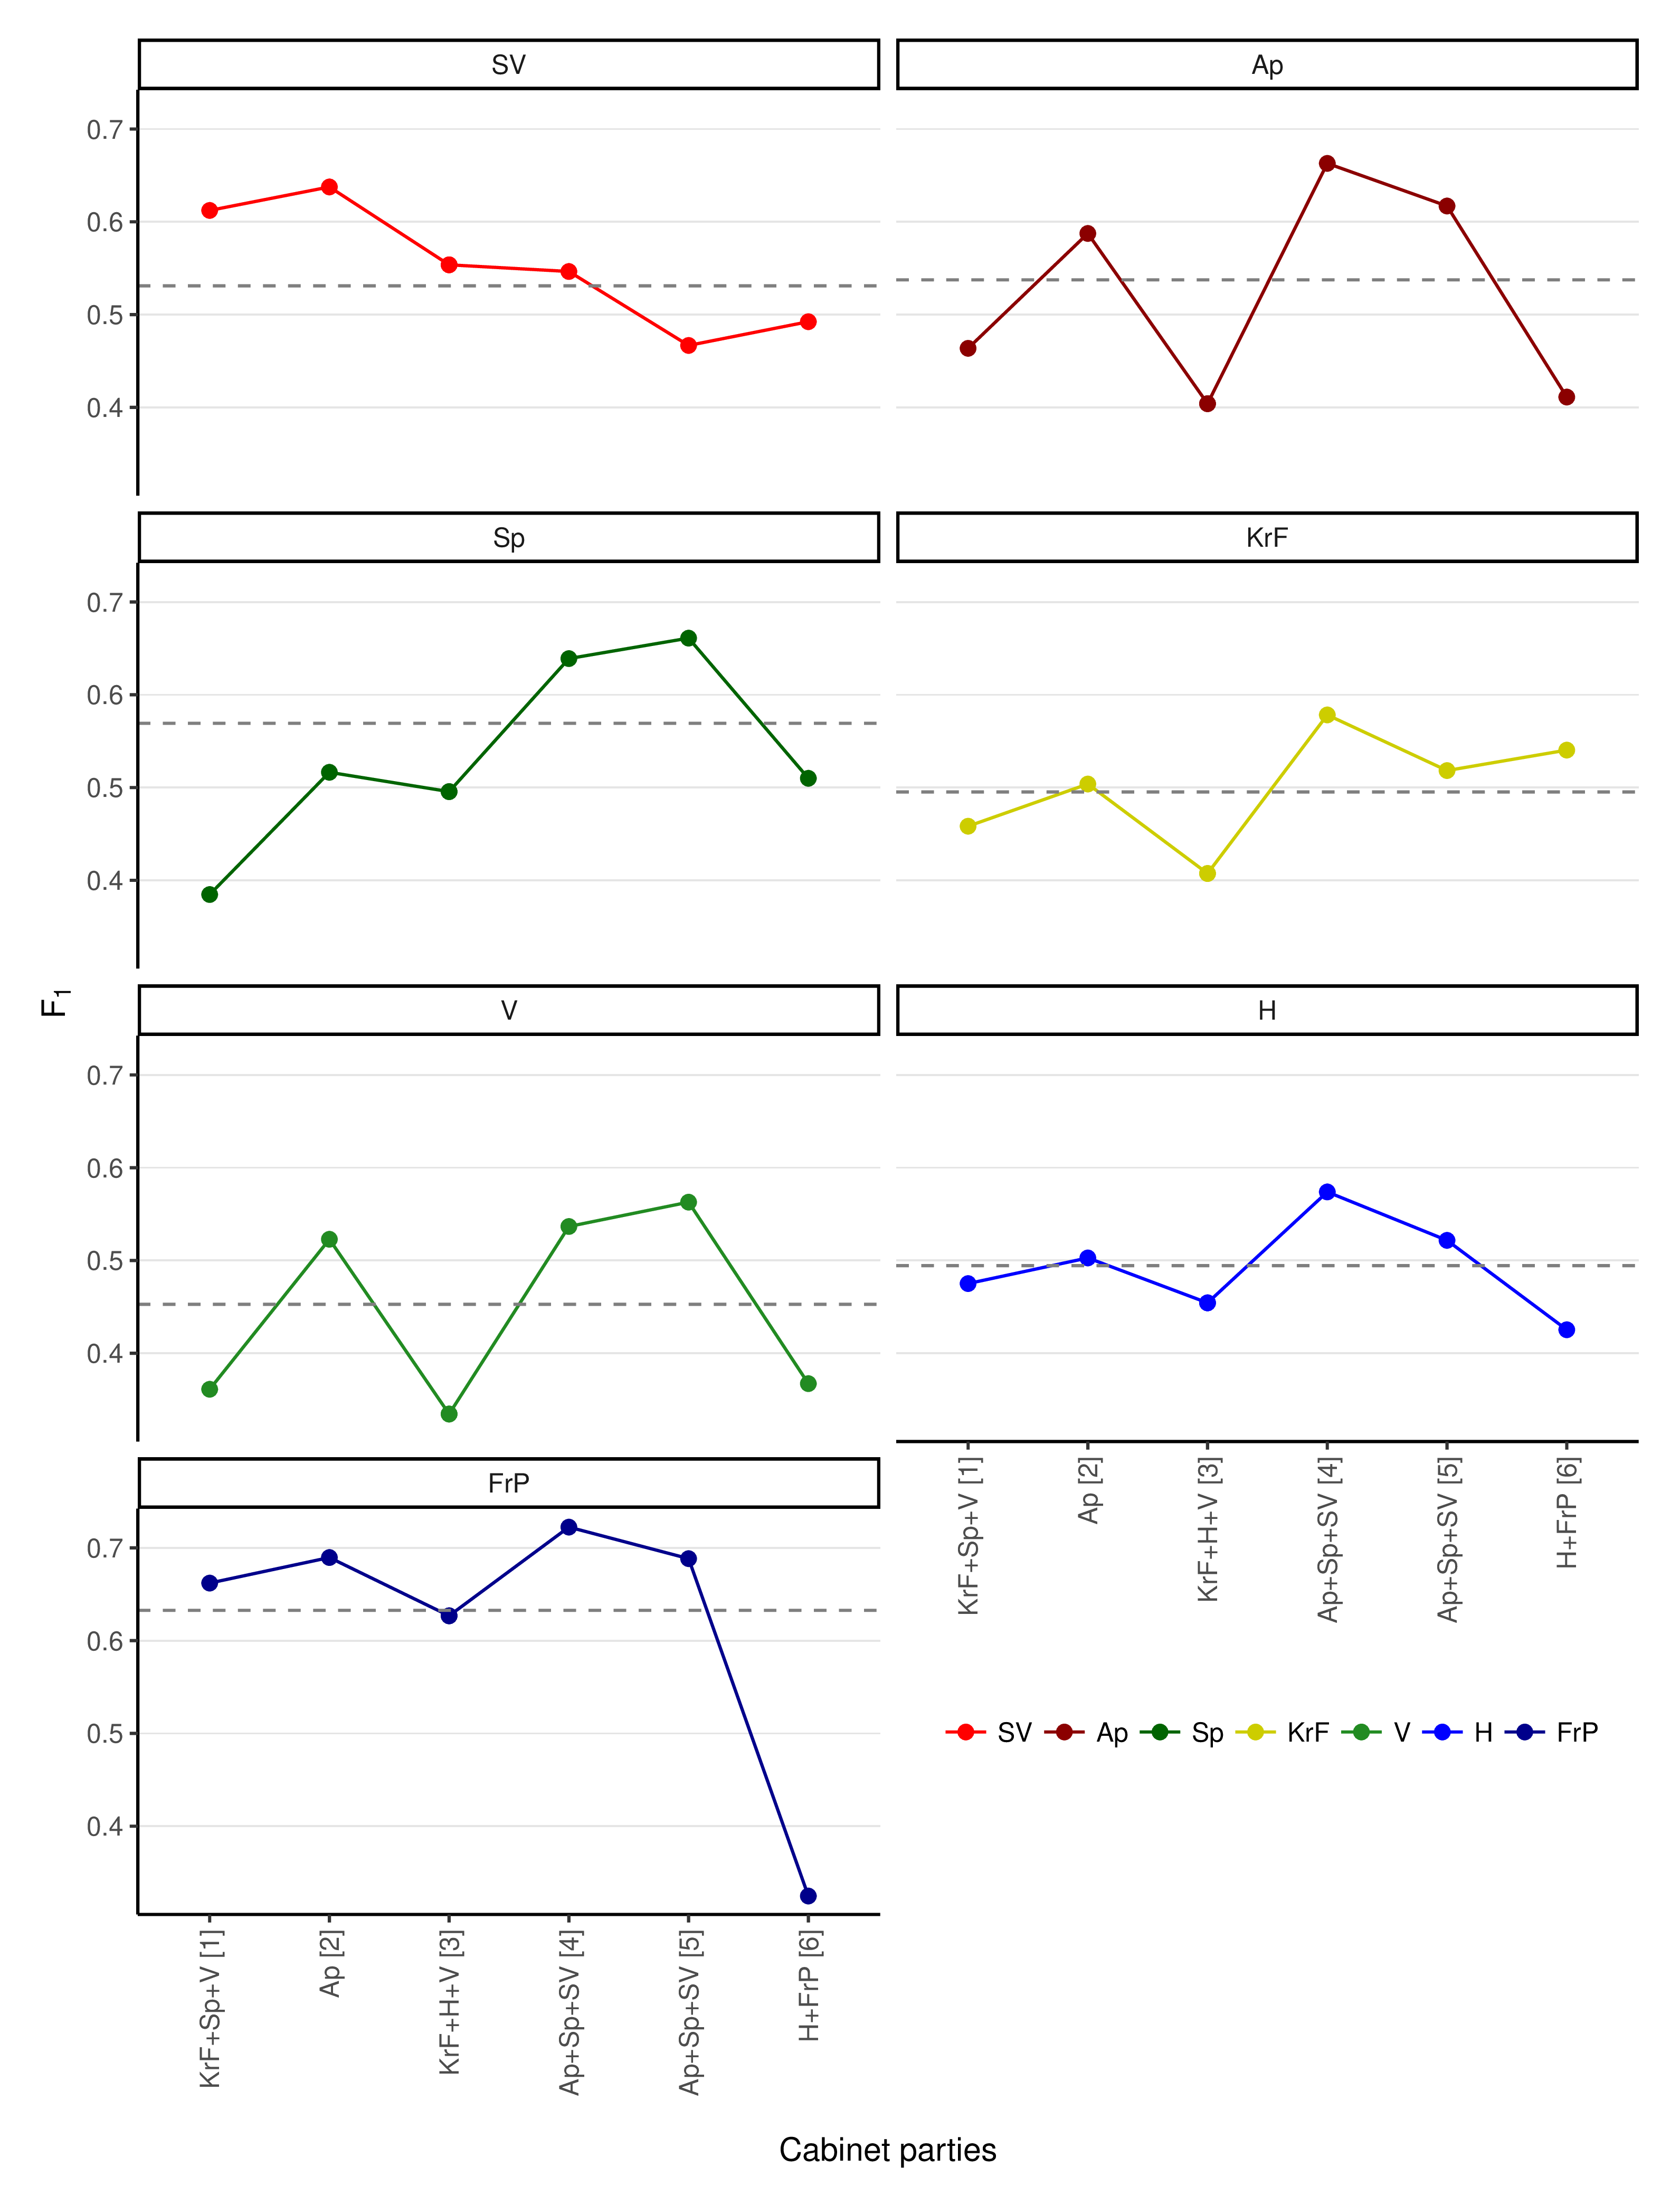 SV
Ap
0.7
0.6
0.5
0.4
Sp
KrF
0.7
0.6
0.5
0.4
F1
V
H
0.7
0.6
0.5
0.4
KrF+Sp+V [1]
Ap [2]
KrF+H+V [3]
Ap+Sp+SV [4]
Ap+Sp+SV [5]
H+FrP [6]
FrP
0.7
0.6
0.5
0.4
SV Ap Sp KrF V H FrP
KrF+Sp+V [1]
Ap [2]
KrF+H+V [3]
Ap+Sp+SV [4]
Ap+Sp+SV [5]
H+FrP [6]
Cabinet parties